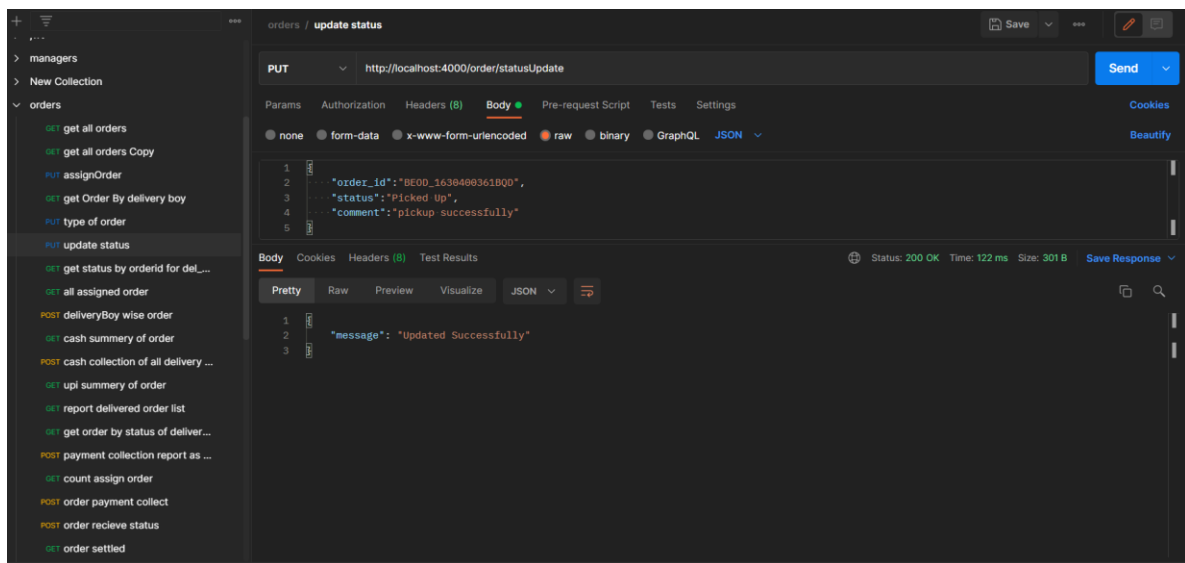 orders / update status
Save
managers
New Collection
orders
GET get all orders
GET get all orders Copy
PUT assignOrder
GET get Order By delivery boy
PUT type of order
PUT update status
GET get status by orderid for del_...
GET all assigned order
POST deliveryBoy wise order
GET cash summery of order
POST cash collection of all delivery ...
GET upi summery of order
GET report delivered order list
GET get order by status of deliver...
POST payment collection report as ...
GET count assign order
POST order payment collect
POST order recieve status
GET order settled
PUT http://localhost:4000/order/statusUpdate Send
Params Authorization Headers (8) Body Pre-request Script Tests Settings Cookies
none form-data x-www-form-urlencoded raw binary GraphQL JSON Beautify
1 {
2 "order_id":"BEOD_1630400361BQD",
3 "status":"Picked Up",
4 "comment":"pickup successfully"
5 }
Body Cookies Headers (8) Test Results Status: 200 OK Time: 122 ms Size: 301 B Save Response
Pretty Raw Preview Visualize JSON
1 {
2 "message": "Updated Successfully"
3 }